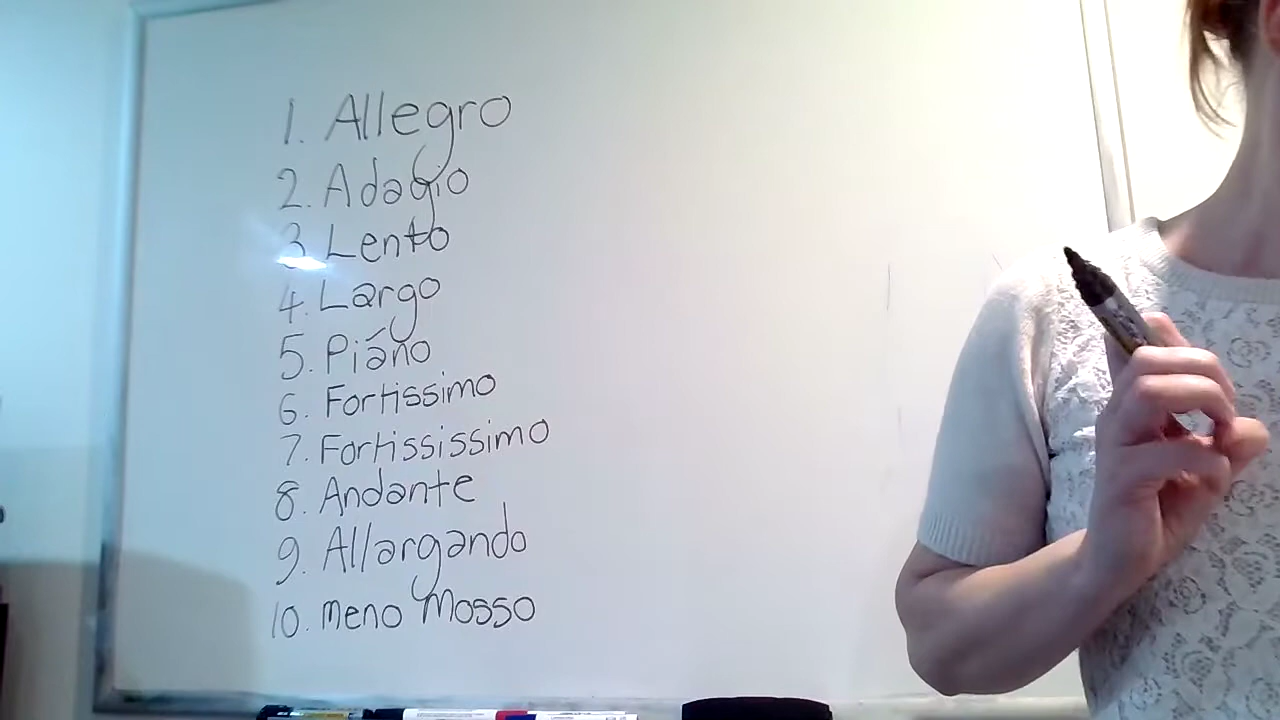 1. Allegro
2. Adagio
3. Lento
4. Largo
5. Piáno
6. Fortissimo
7. Fortississimo
8. Andante
9. Allargando
10. meno mosso